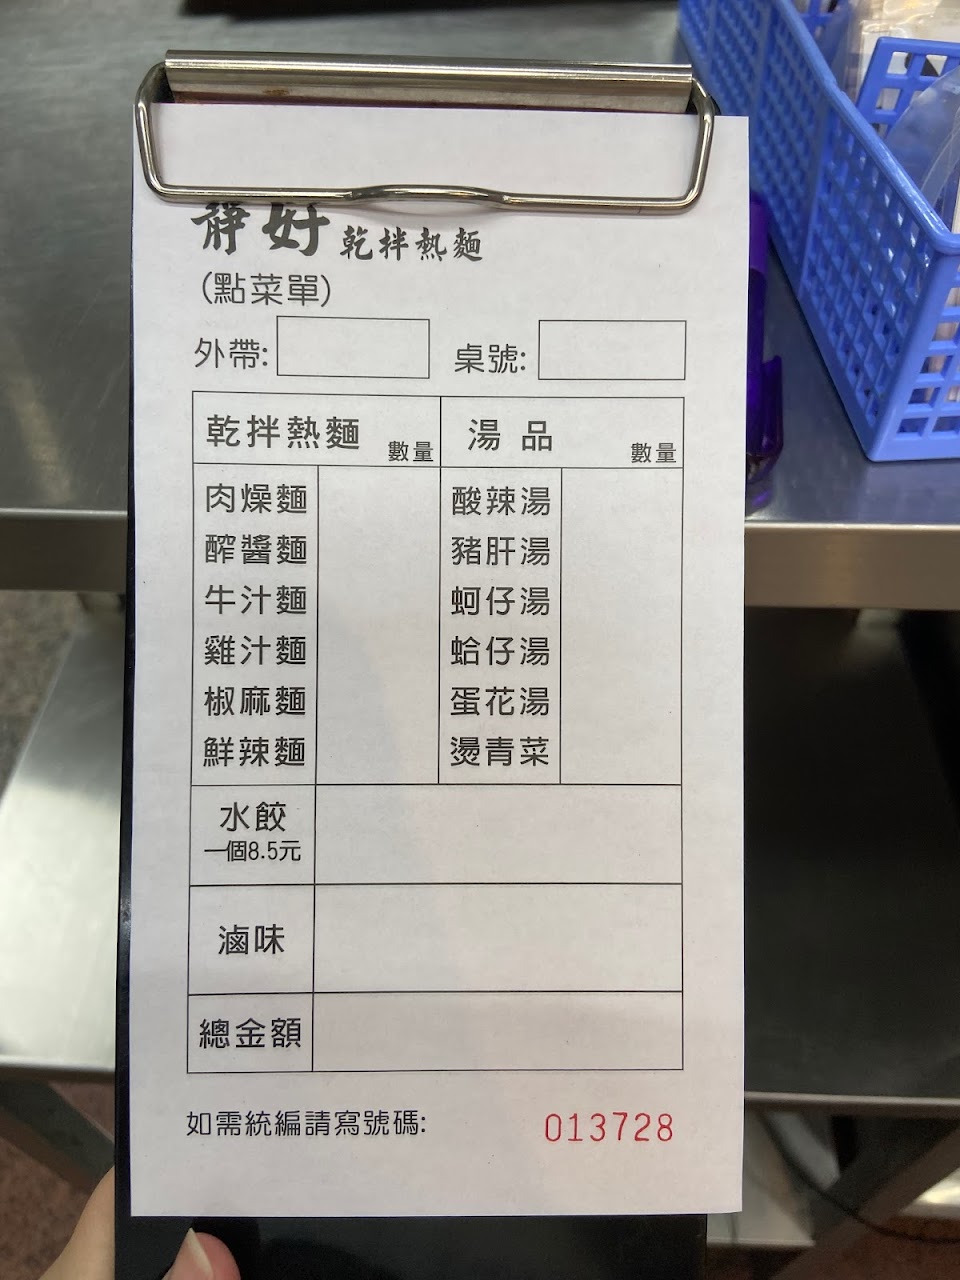 靜好 乾拌熱麵
(點菜單)
外帶: 桌號:
乾拌熱麵 數量 湯品 數量
肉燥麵 酸辣湯
醡醬麵 豬肝湯
牛汁麵 蚵仔湯
雞汁麵 蛤仔湯
椒麻麵 蛋花湯
鮮辣麵 燙青菜
水餃
一個8.5元
滷味
總金額
如需統編請寫號碼: 013728